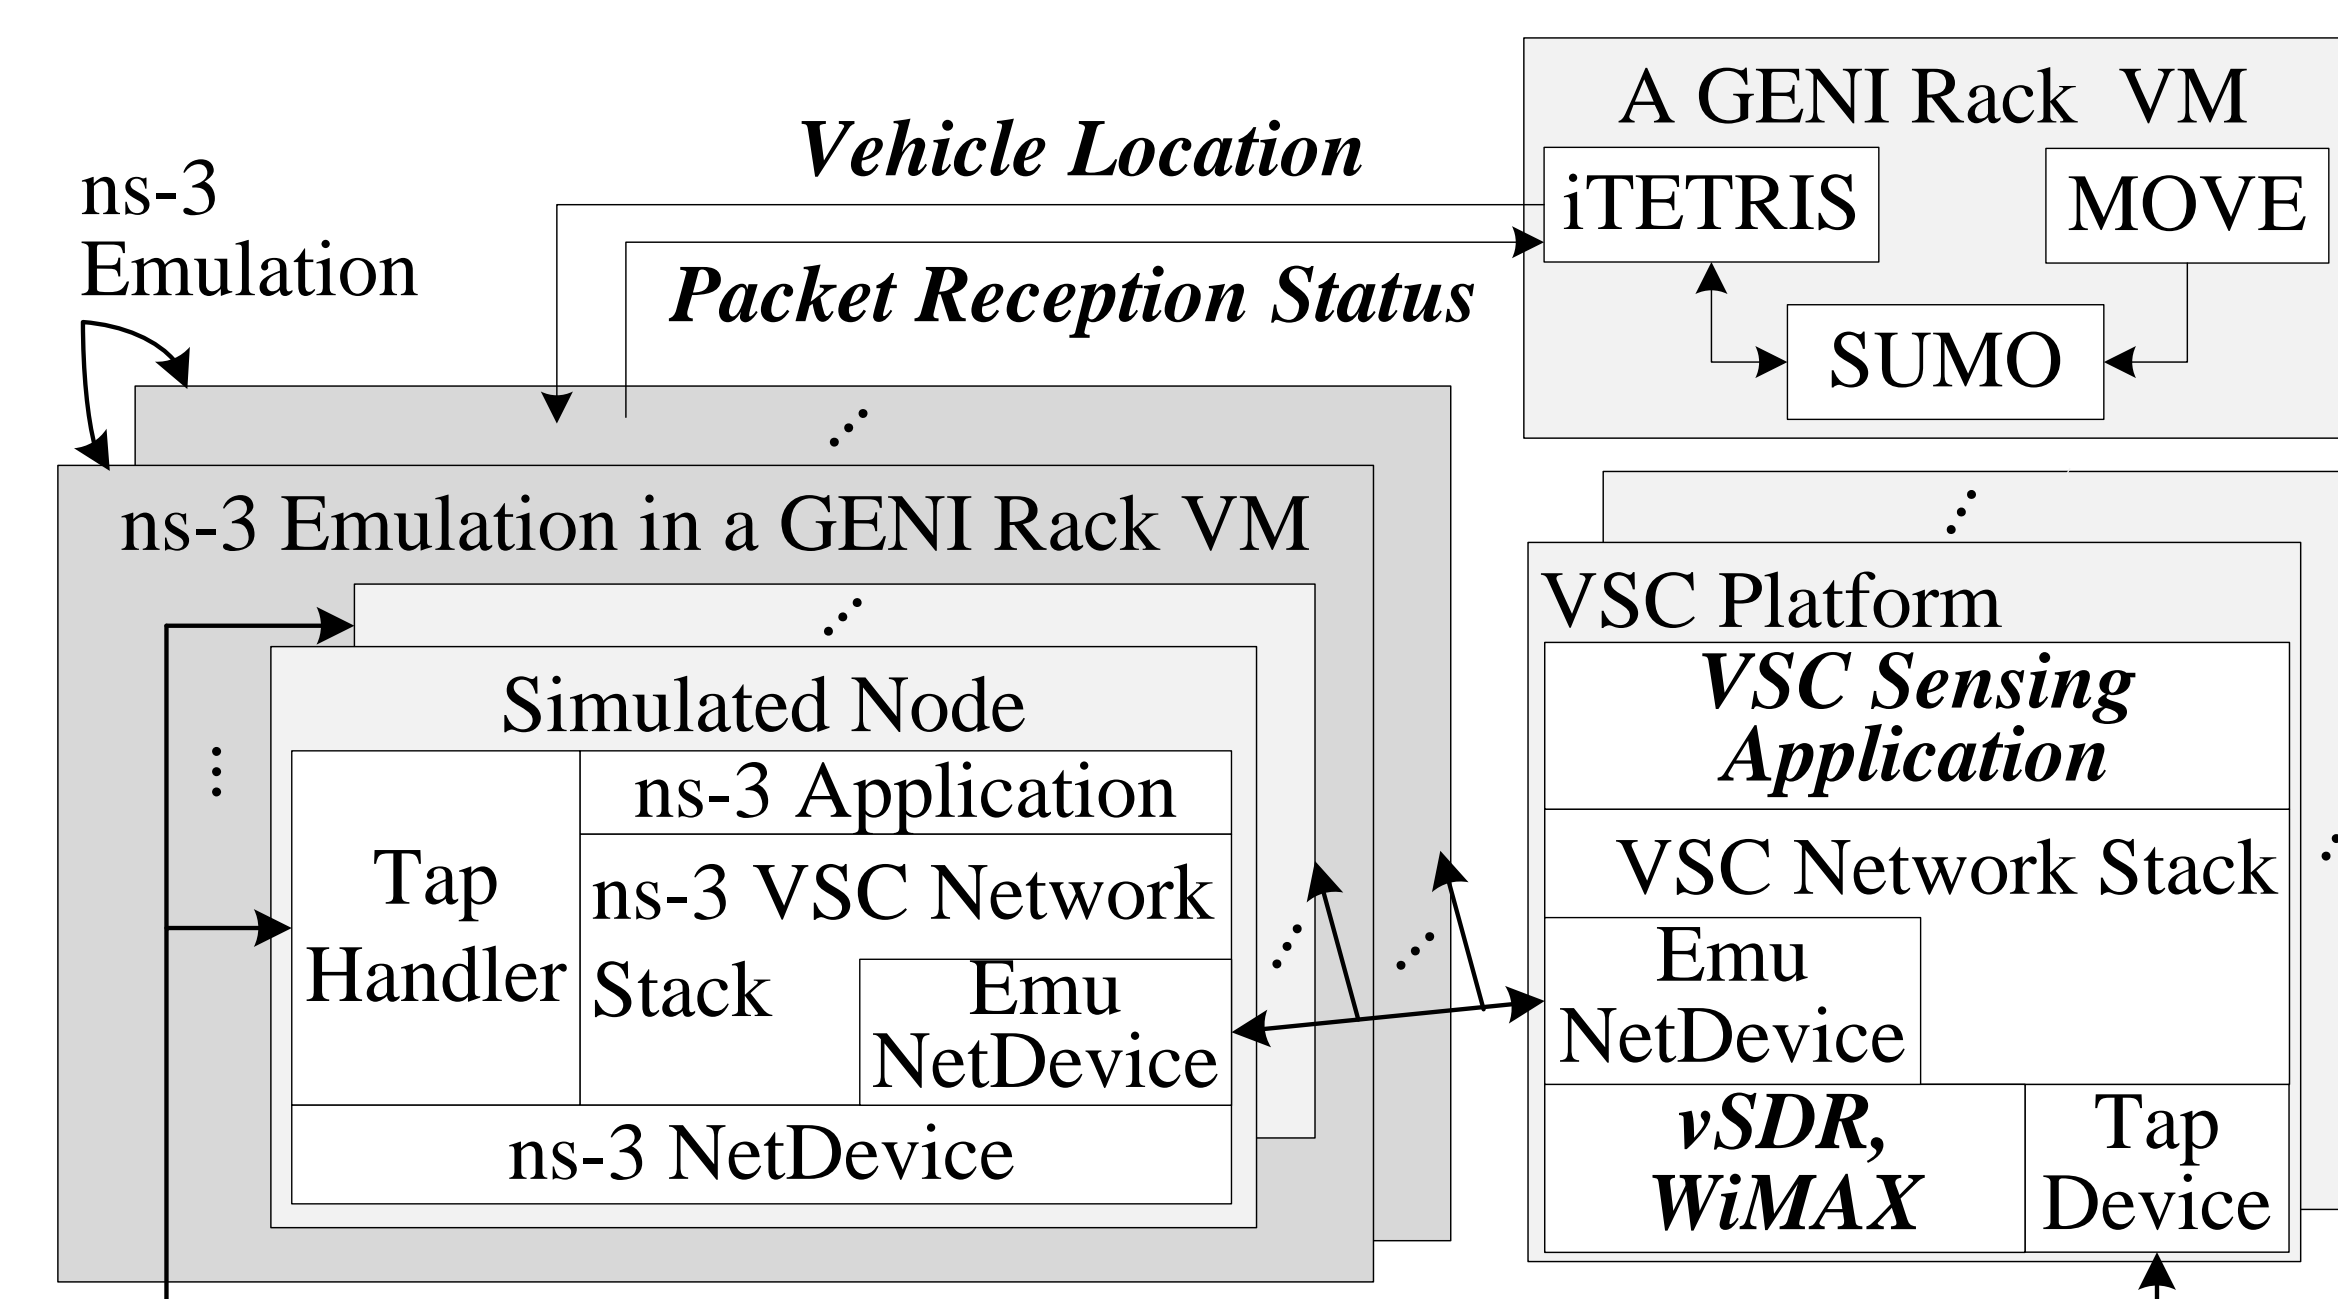 A GENI Rack VM
Vehicle Location
iTETRIS
MOVE
ns-3
Emulation
Packet Reception Status
SUMO
ns-3 Emulation in a GENI Rack VM
Simulated Node
ns-3 Application
Tap
Handler
ns-3 VSC Network
Stack
Emu
NetDevice
ns-3 NetDevice
VSC Platform
VSC Sensing
Application
VSC Network Stack
Emu
NetDevice
vSDR,
WiMAX
Tap
Device